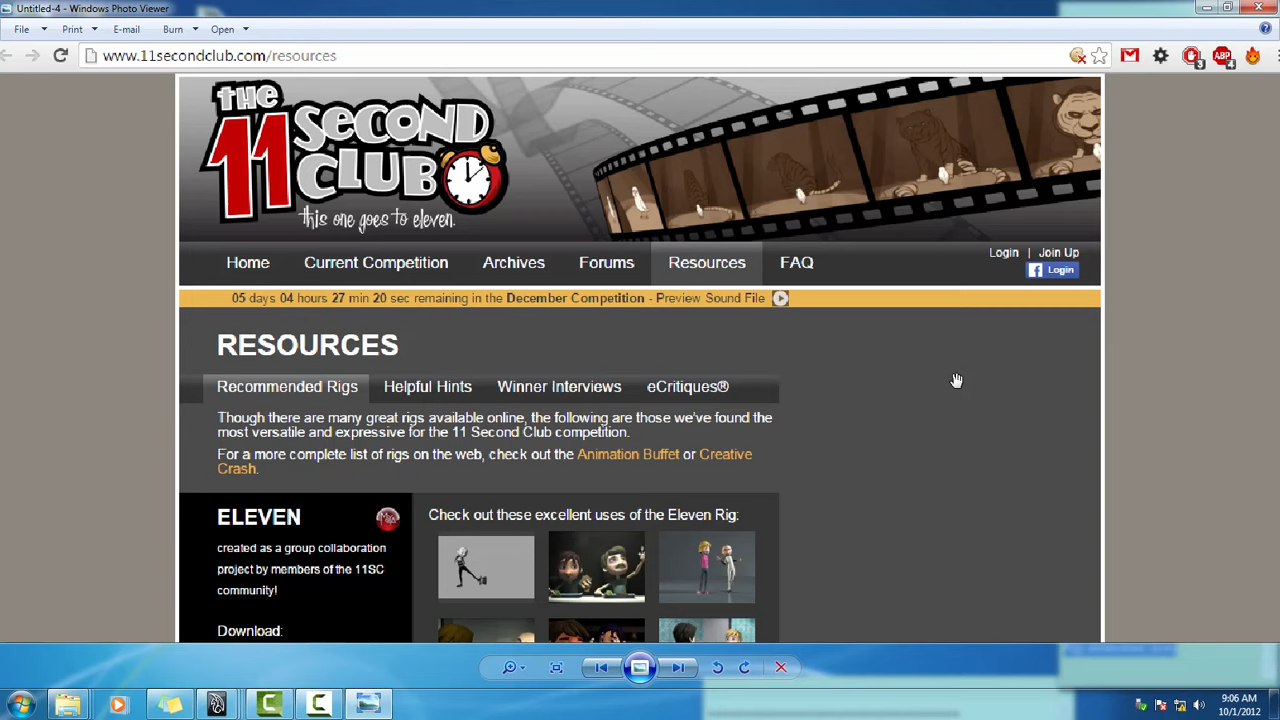 Untitled-4 - Windows Photo Viewer
File Print E-mail Burn Open
www.11secondclub.com/resources
3 4
the
11 second
club
this one goes to eleven.
Login | Join Up
Home Current Competition Archives Forums Resources FAQ
f Login
05 days 04 hours 27 min 20 sec remaining in the December Competition - Preview Sound File
RESOURCES
Recommended Rigs Helpful Hints Winner Interviews eCritiques®
Though there are many great rigs available online, the following are those we've found the
most versatile and expressive for the 11 Second Club competition.
For a more complete list of rigs on the web, check out the Animation Buffet or Creative
Crash.
ELEVEN
Check out these excellent uses of the Eleven Rig:
created as a group collaboration
project by members of the 11SC
community!
Download:
9:06 AM
10/1/2012